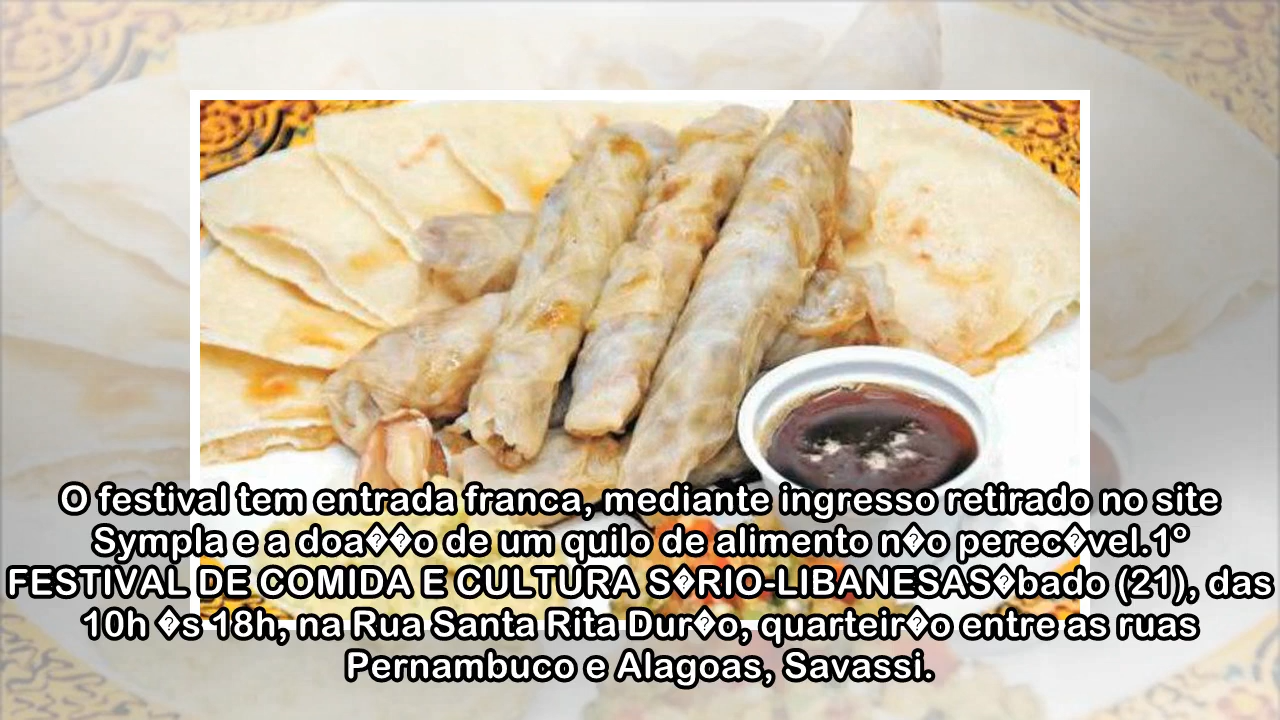 O festival tem entrada franca, mediante ingresso retirado no site
Sympla e a doa��o de um quilo de alimento n�o perec�vel.1º
FESTIVAL DE COMIDA E CULTURA S�RIO-LIBANESAS�bado (21), das
10h �s 18h, na Rua Santa Rita Dur�o, quarteir�o entre as ruas
Pernambuco e Alagoas, Savassi.